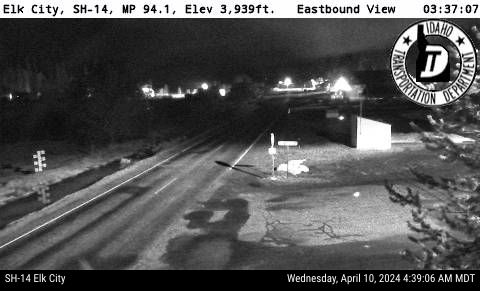 Elk City, SH-14, MP 94.1, Elev 3,939ft. Eastbound View 03:37:07
IDAHO
TRANSPORTATION DEPARTMENT
SH-14 Elk City Wednesday, April 10, 2024 4:39:06 AM MDT